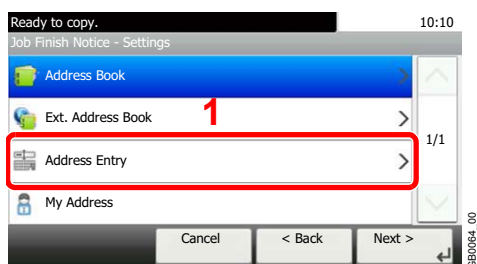 Ready to copy. 10:10
Job Finish Notice - Settings
Address Book
Ext. Address Book
1
1/1
Address Entry
My Address
Cancel < Back Next >
GB0064_00